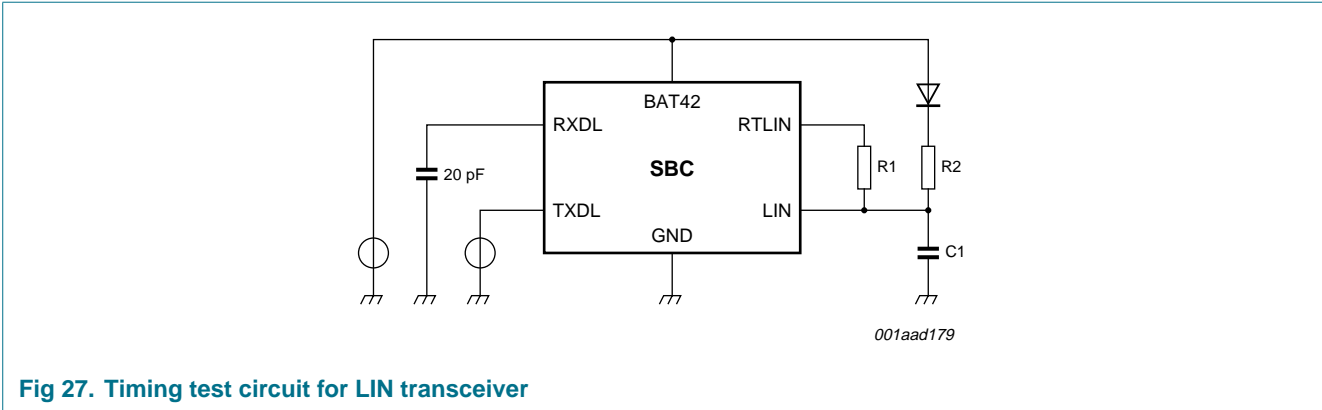 BAT42
RXDL
RTLIN
20 pF
SBC
R1
R2
TXDL
LIN
GND
C1
001aad179
Fig 27. Timing test circuit for LIN transceiver